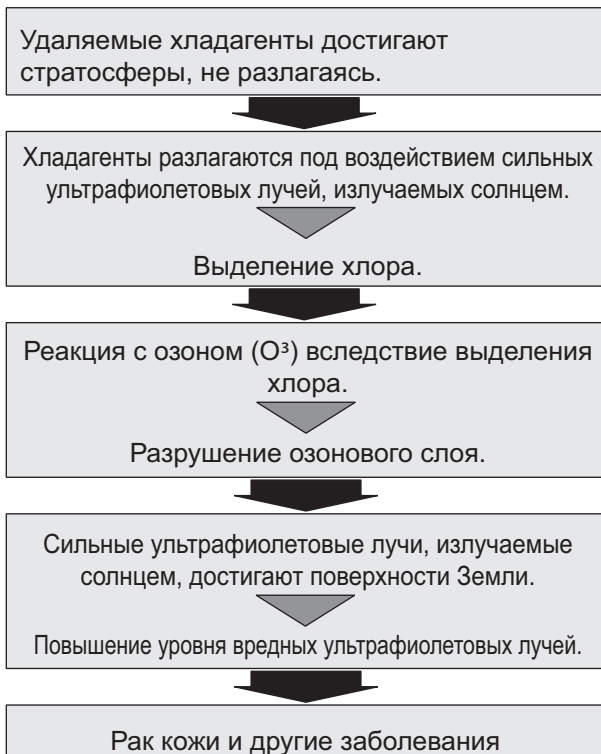 Удаляемые хладагенты достигают
стратосферы, не разлагаясь.
Хладагенты разлагаются под воздействием сильных
ультрафиолетовых лучей, излучаемых солнцем.
Выделение хлора.
Реакция с озоном (O³) вследствие выделения
хлора.
Разрушение озонового слоя.
Сильные ультрафиолетовые лучи, излучаемые
солнцем, достигают поверхности Земли.
Повышение уровня вредных ультрафиолетовых лучей.
Рак кожи и другие заболевания